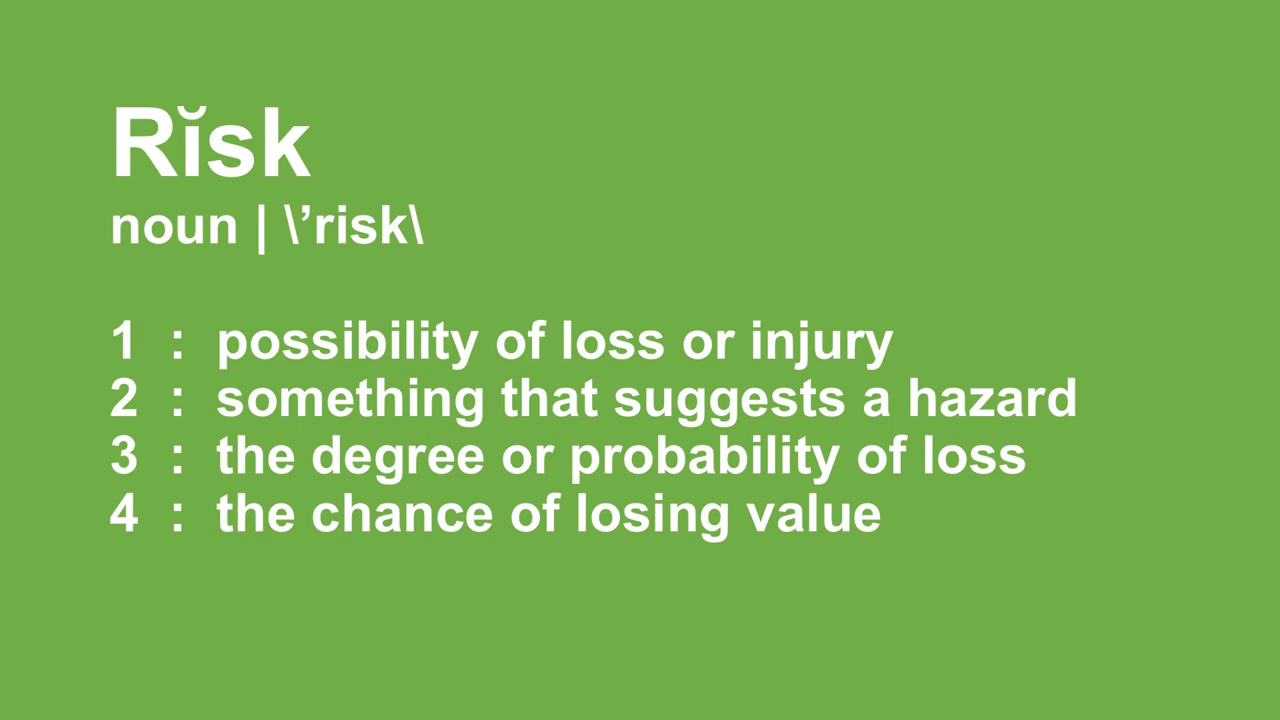 Rĭsk
noun | \’risk\
1 : possibility of loss or injury
2 : something that suggests a hazard
3 : the degree or probability of loss
4 : the chance of losing value